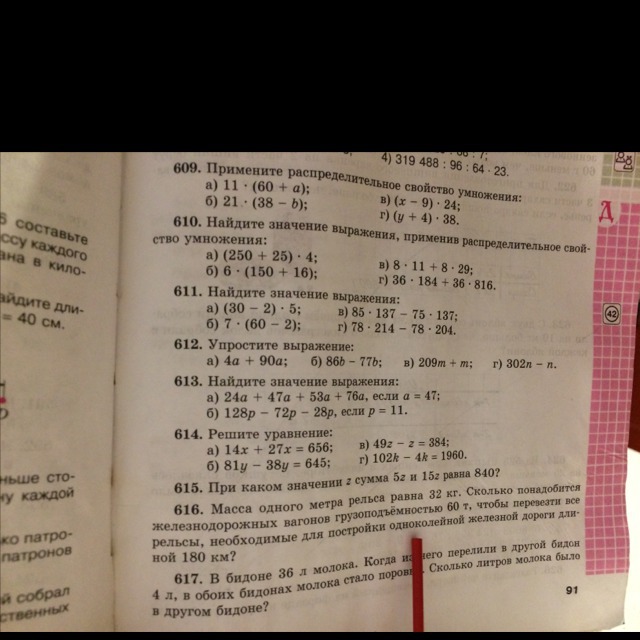 4) 319 488 : 96 : 64 · 23.
609. Примените распределительное свойство умножения:
а) 11 · (60 + a); в) (x − 9) · 24;
б) 21 · (38 − b); г) (y + 4) · 38.
610. Найдите значение выражения, применив распределительное свой-
ство умножения:
а) (250 + 25) · 4; в) 8 · 11 + 8 · 29;
б) 6 · (150 + 16); г) 36 · 184 + 36 · 816.
611. Найдите значение выражения:
а) (30 − 2) · 5; в) 85 · 137 − 75 · 137;
б) 7 · (60 − 2); г) 78 · 214 − 78 · 204.
612. Упростите выражение:
а) 4a + 90a; б) 86b − 77b; в) 209m + m; г) 302n − n.
613. Найдите значение выражения:
а) 24a + 47a + 53a + 76a, если a = 47;
б) 128p − 72p − 28p, если p = 11.
614. Решите уравнение:
а) 14x + 27x = 656; в) 49z − z = 384;
б) 81y − 38y = 645; г) 102k − 4k = 1960.
615. При каком значении z сумма 5z и 15z равна 840?
616. Масса одного метра рельса равна 32 кг. Сколько понадобится
железнодорожных вагонов грузоподъёмностью 60 т, чтобы перевезти все
рельсы, необходимые для постройки одноколейной железной дороги дли-
ной 180 км?
617. В бидоне 36 л молока. Когда из него перелили в другой бидон
4 л, в обоих бидонах молока стало поровну. Сколько литров молока было
в другом бидоне?
91
Д
42
составьте
ссу каждого
ана в кило-
айдите дли-
= 40 см.
ньше сто-
ну каждой
ко патро-
патронов
й собрал
ственных